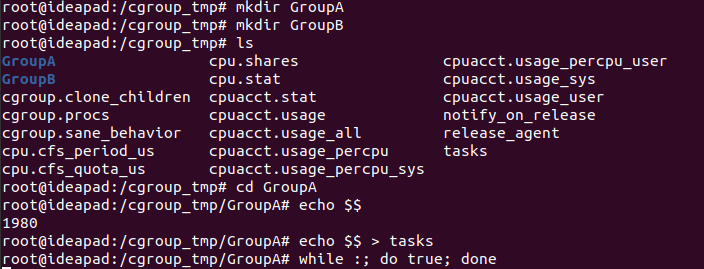 root@ideapad:/cgroup_tmp# mkdir GroupA
root@ideapad:/cgroup_tmp# mkdir GroupB
root@ideapad:/cgroup_tmp# ls
GroupA cpu.shares cpuacct.usage_percpu_user
GroupB cpu.stat cpuacct.usage_sys
cgroup.clone_children cpuacct.stat cpuacct.usage_user
cgroup.procs cpuacct.usage notify_on_release
cgroup.sane_behavior cpuacct.usage_all release_agent
cpu.cfs_period_us cpuacct.usage_percpu tasks
cpu.cfs_quota_us cpuacct.usage_percpu_sys
root@ideapad:/cgroup_tmp# cd GroupA
root@ideapad:/cgroup_tmp/GroupA# echo $$
1980
root@ideapad:/cgroup_tmp/GroupA# echo $$ > tasks
root@ideapad:/cgroup_tmp/GroupA# while :; do true; done